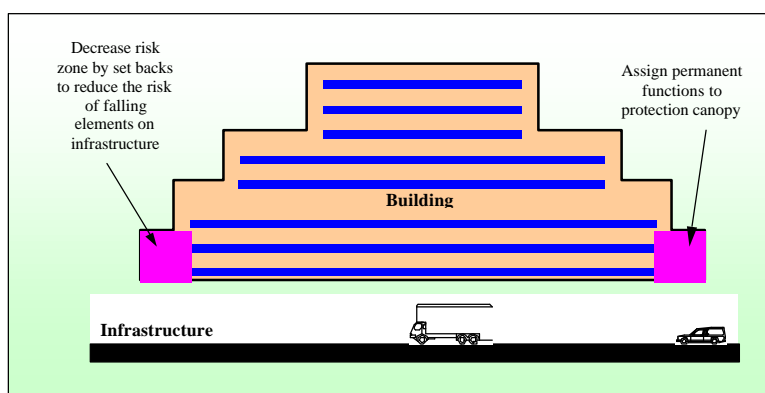 Decrease risk
zone by set backs
to reduce the risk
of falling
elements on
infrastructure
Assign permanent
functions to
protection canopy
Building
Infrastructure